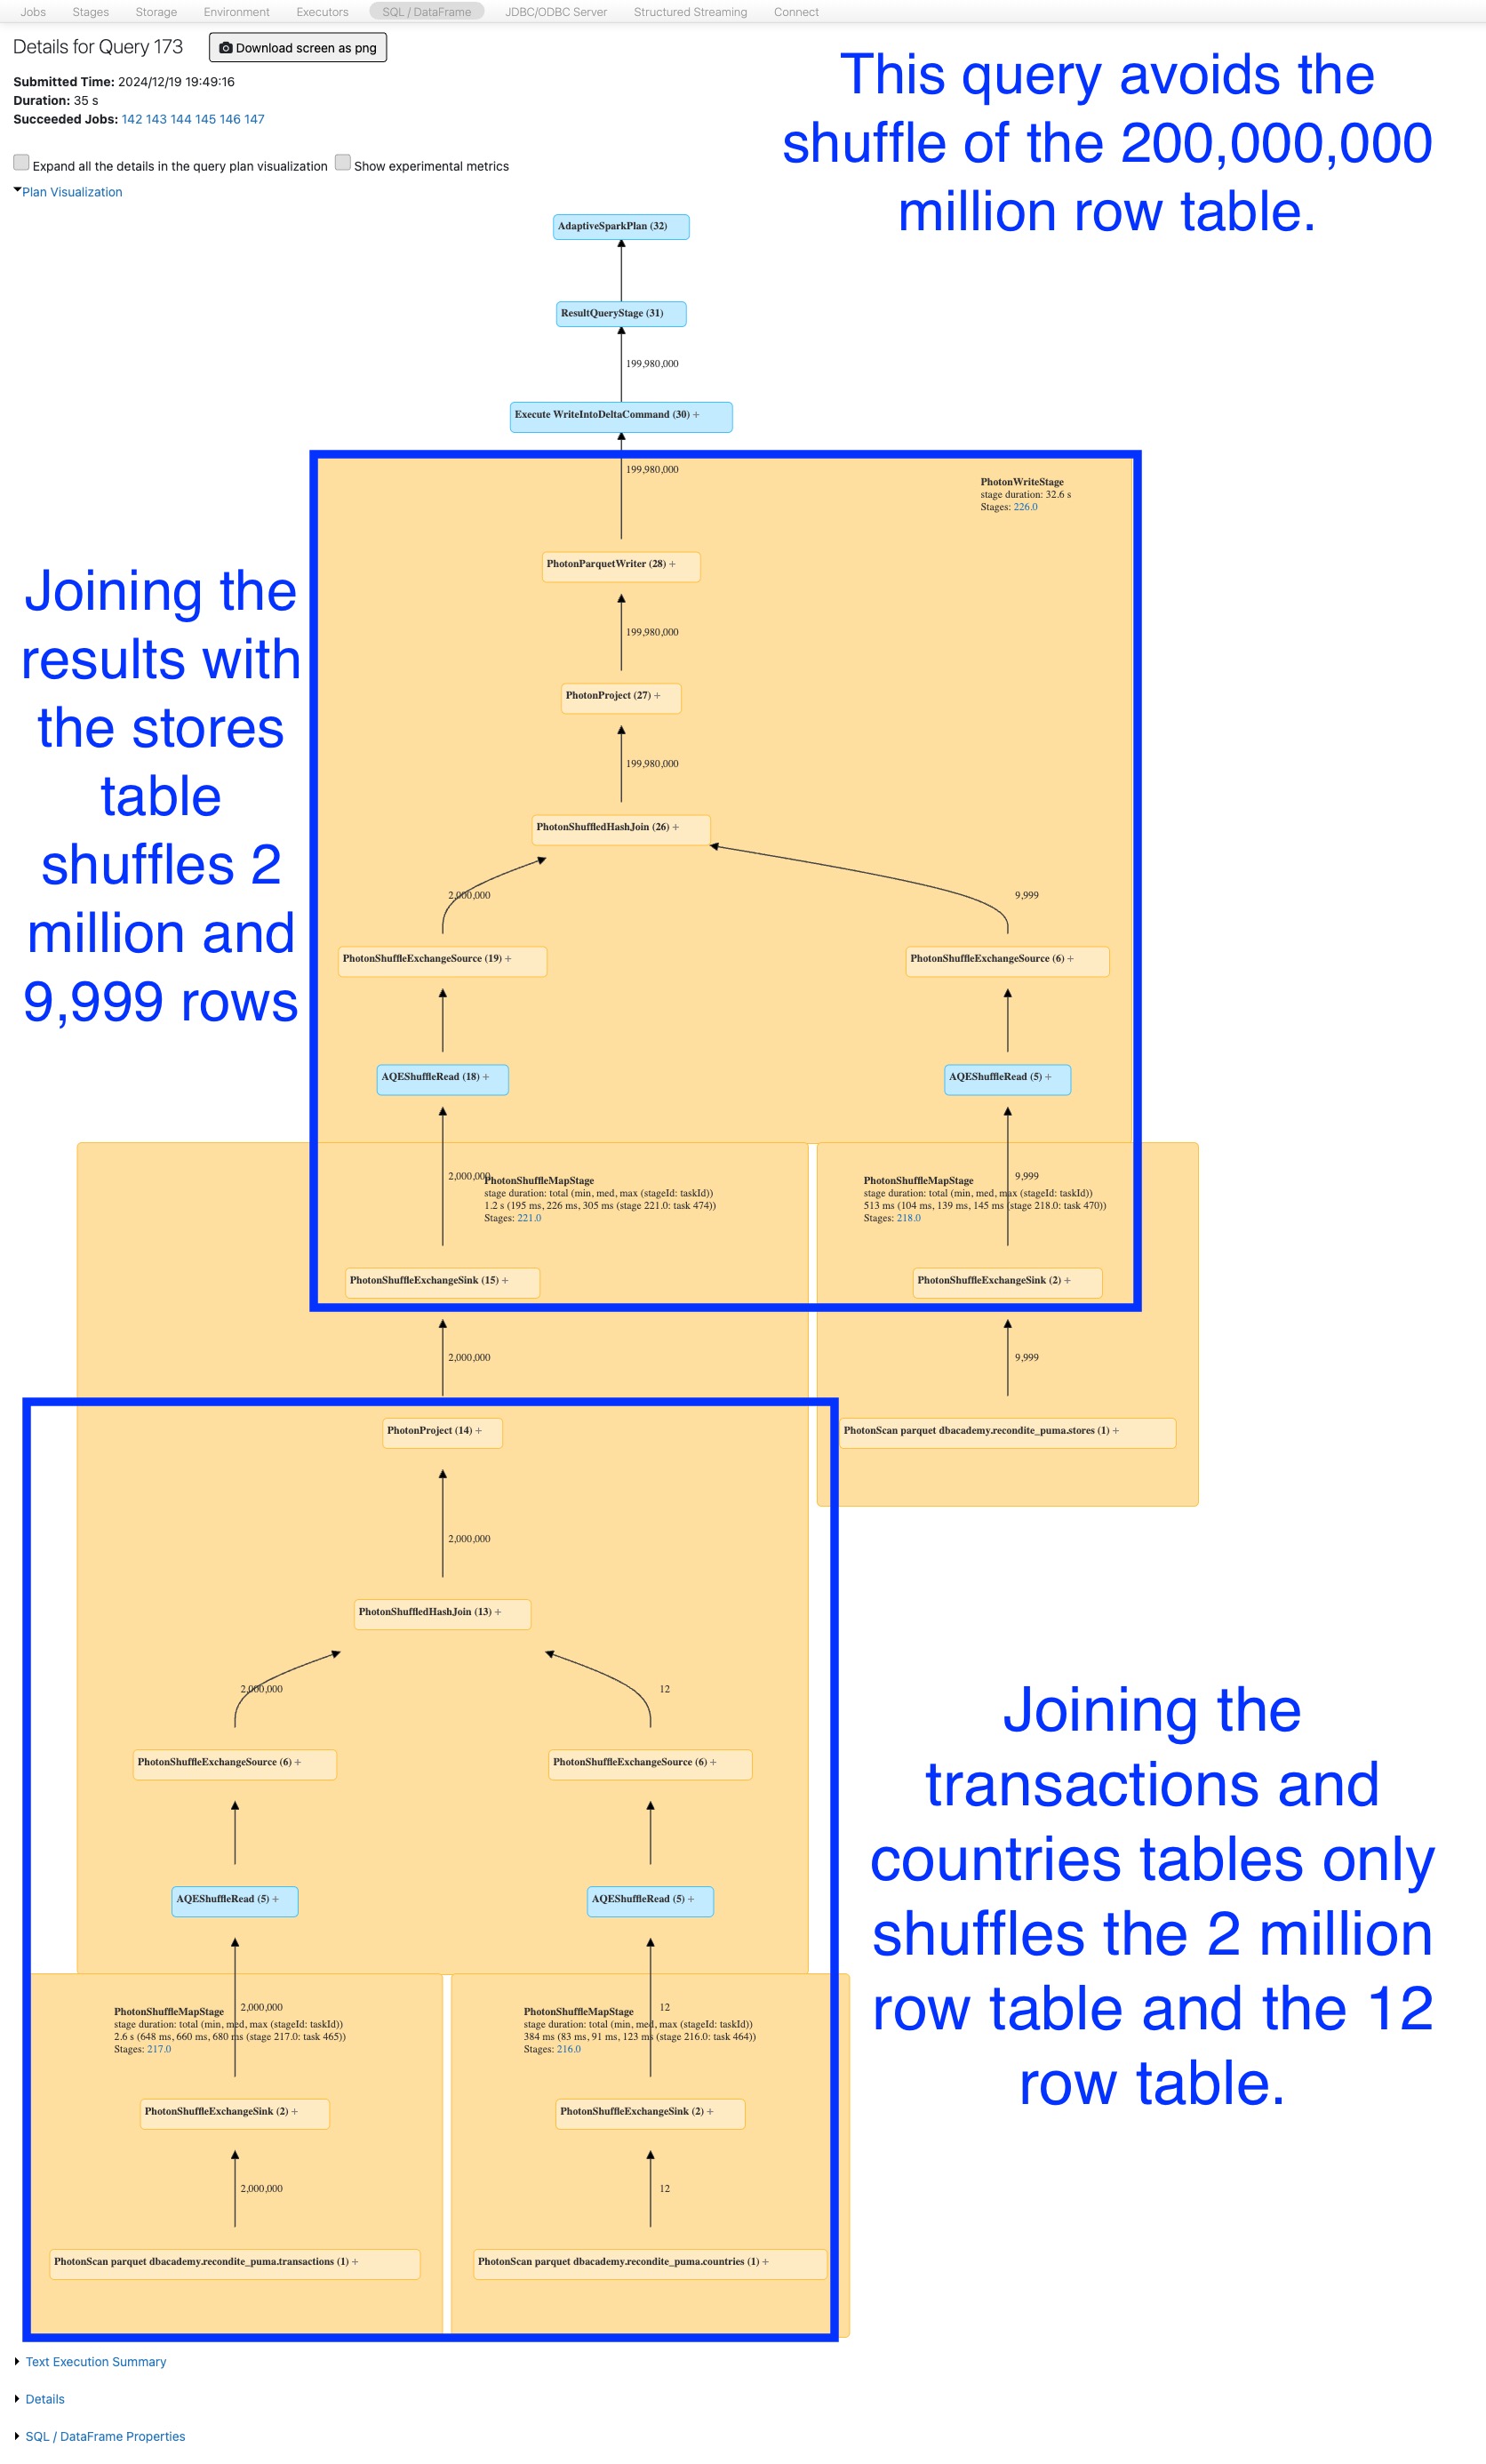 Jobs Stages Storage Environment Executors SQL / DataFrame JDBC/ODBC Server Structured Streaming Connect
Details for Query 173
Download screen as png
Submitted Time: 2024/12/19 19:49:16
Duration: 35 s
Succeeded Jobs: 142 143 144 145 146 147
Expand all the details in the query plan visualization Show experimental metrics
Plan Visualization
This query avoids the
shuffle of the 200,000,000
million row table.
AdaptiveSparkPlan (32)
ResultQueryStage (31)
199,980,000
Execute WriteIntoDeltaCommand (30) +
199,980,000
PhotonWriteStage
stage duration: 32.6 s
Stages: 226.0
PhotonParquetWriter (28) +
199,980,000
PhotonProject (27) +
199,980,000
PhotonShuffledHashJoin (26) +
2,000,000
9,999
PhotonShuffleExchangeSource (19) +
PhotonShuffleExchangeSource (6) +
AQEShuffleRead (18) +
AQEShuffleRead (5) +
Joining the
results with
the stores
table
shuffles 2
million and
9,999 rows
2,000,000
PhotonShuffleMapStage
stage duration: total (min, med, max (stageId: taskId))
1.2 s (195 ms, 226 ms, 305 ms (stage 221.0: task 474))
Stages: 221.0
9,999
PhotonShuffleMapStage
stage duration: total (min, med, max (stageId: taskId))
513 ms (104 ms, 139 ms, 145 ms (stage 218.0: task 470))
Stages: 218.0
PhotonShuffleExchangeSink (15) +
PhotonShuffleExchangeSink (2) +
2,000,000
9,999
PhotonProject (14) +
PhotonScan parquet dbacademy.recondite_puma.stores (1) +
2,000,000
PhotonShuffledHashJoin (13) +
2,000,000
12
PhotonShuffleExchangeSource (6) +
PhotonShuffleExchangeSource (6) +
AQEShuffleRead (5) +
AQEShuffleRead (5) +
Joining the
transactions and
countries tables only
shuffles the 2 million
row table and the 12
row table.
2,000,000
PhotonShuffleMapStage
stage duration: total (min, med, max (stageId: taskId))
2.6 s (648 ms, 660 ms, 680 ms (stage 217.0: task 465))
Stages: 217.0
12
PhotonShuffleMapStage
stage duration: total (min, med, max (stageId: taskId))
384 ms (83 ms, 91 ms, 123 ms (stage 216.0: task 464))
Stages: 216.0
PhotonShuffleExchangeSink (2) +
PhotonShuffleExchangeSink (2) +
2,000,000
12
PhotonScan parquet dbacademy.recondite_puma.transactions (1) +
PhotonScan parquet dbacademy.recondite_puma.countries (1) +
Text Execution Summary
Details
SQL / DataFrame Properties